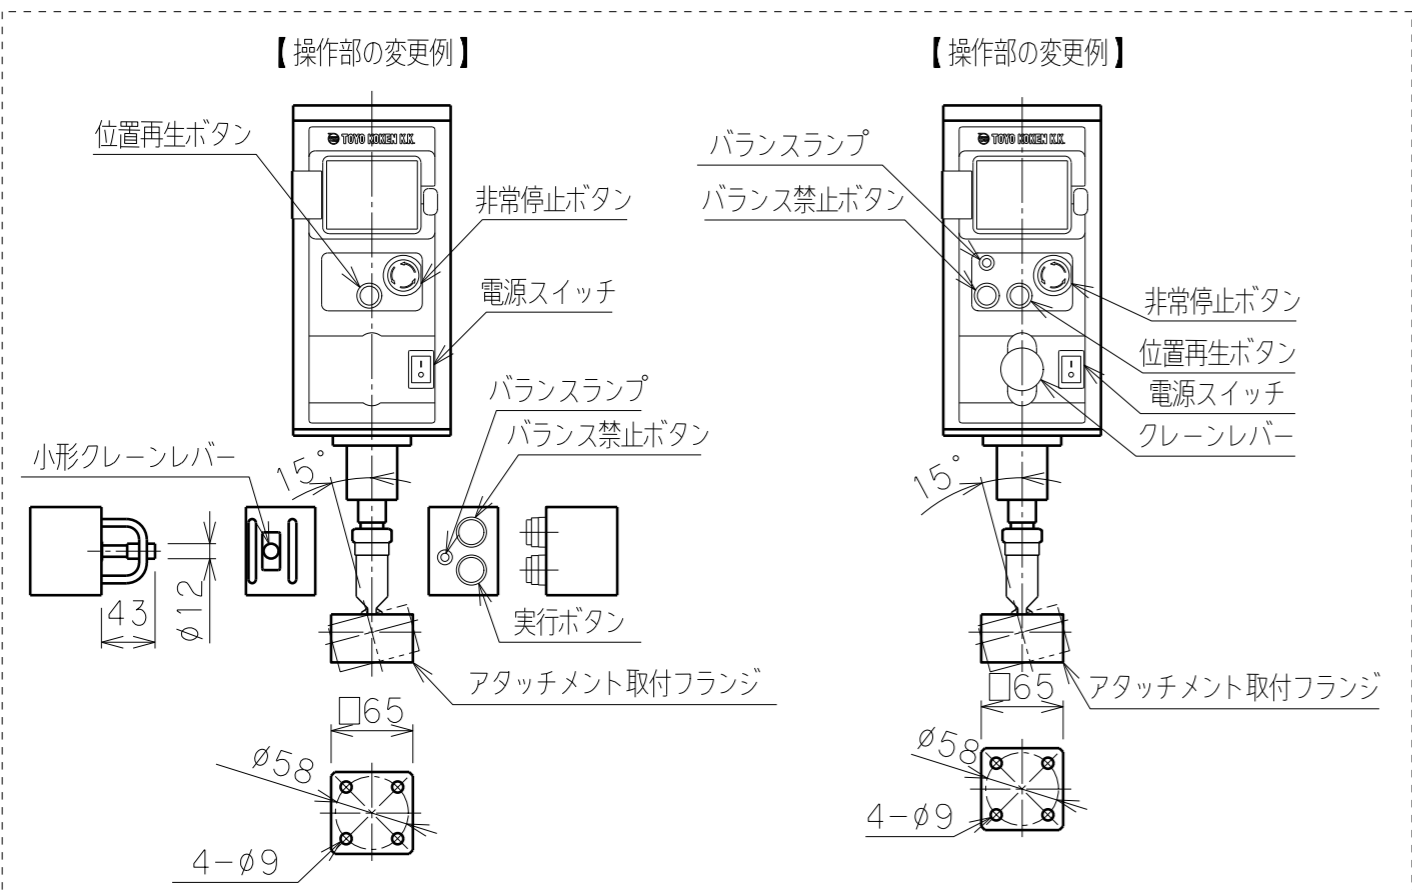 【操作部の変更例】
TOYO KOKEN K.K.
位置再生ボタン
非常停止ボタン
電源スイッチ
バランスランプ
バランス禁止ボタン
小形クレーンレバー
15°
43
φ12
実行ボタン
アタッチメント取付フランジ
□65
φ58
4-φ9
【操作部の変更例】
TOYO KOKEN K.K.
バランスランプ
バランス禁止ボタン
非常停止ボタン
位置再生ボタン
電源スイッチ
クレーンレバー
15°
アタッチメント取付フランジ
□65
φ58
4-φ9